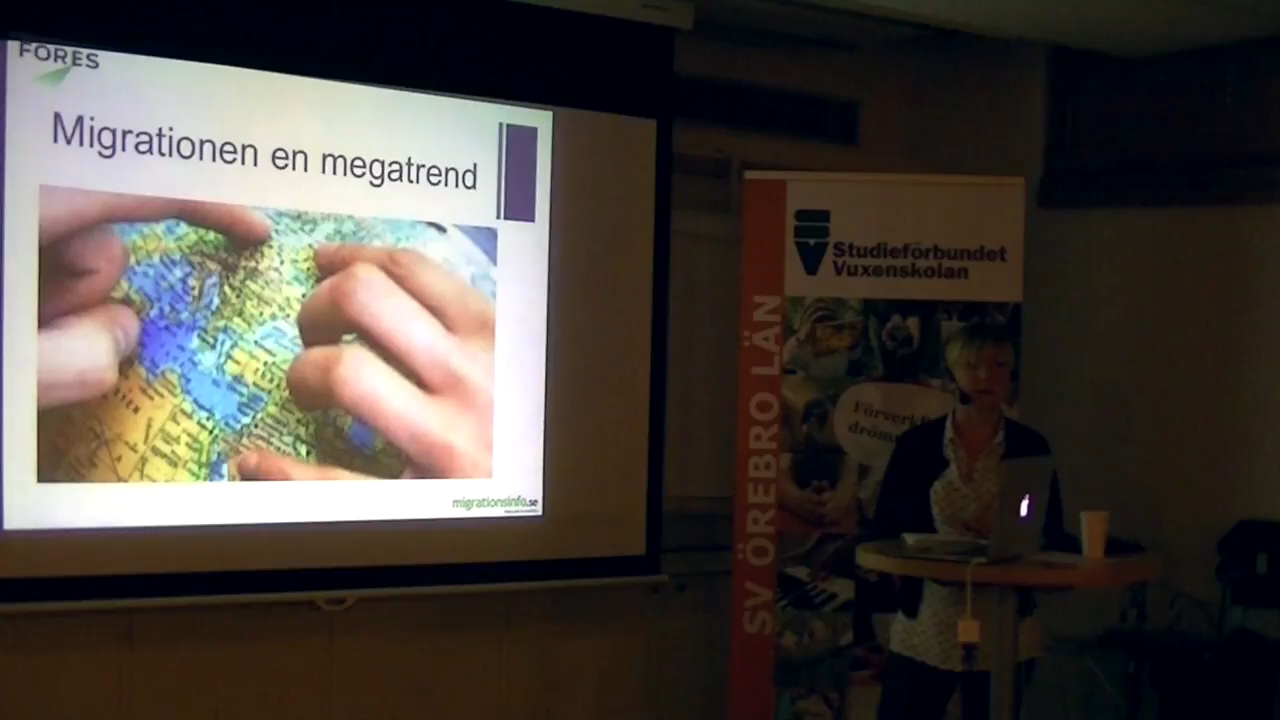 FORES
Migrationen en megatrend
migrationsinfo.se
Studieförbundet
Vuxenskolan
SV ÖREBRO LÄN